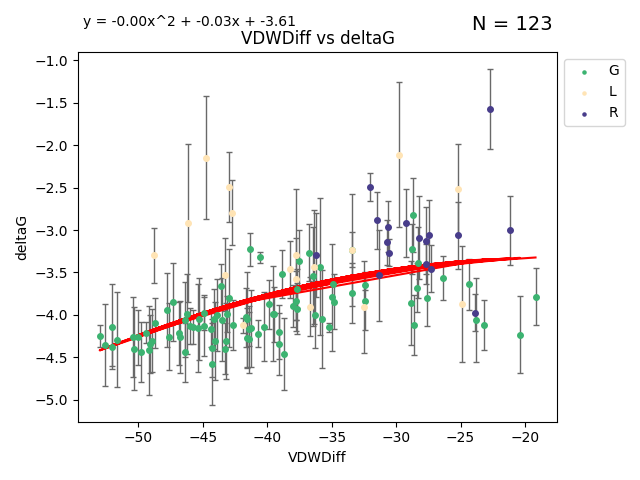 y = -0.00x^2 + -0.03x + -3.61
N = 123
VDWDiff vs deltaG
−1.0
−1.5
−2.0
−2.5
−3.0
−3.5
−4.0
−4.5
−5.0
deltaG
−50
−45
−40
−35
−30
−25
−20
VDWDiff
G
L
R